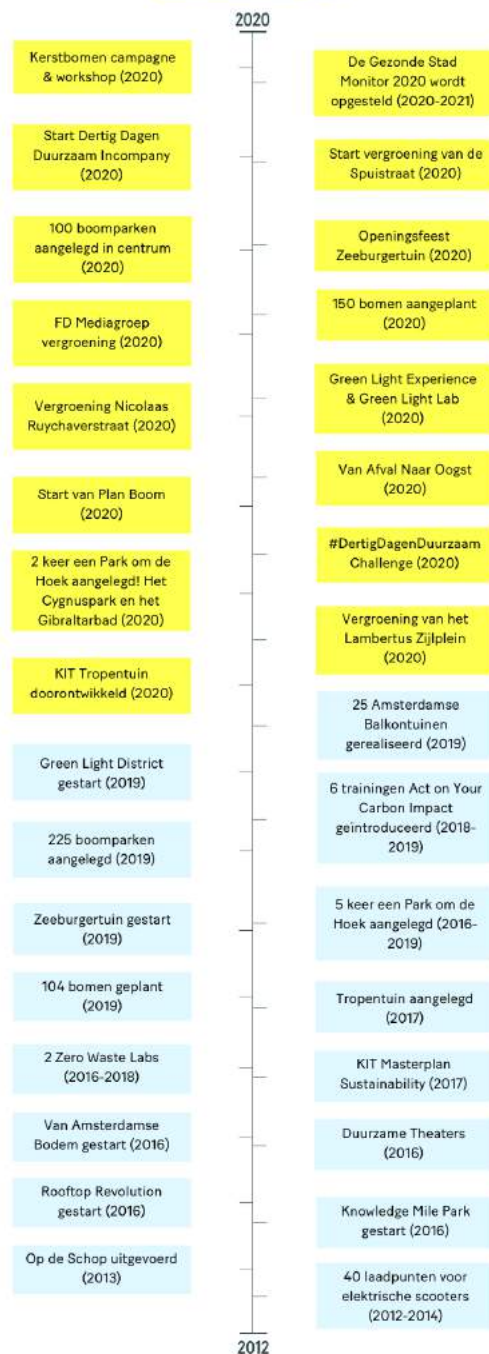 2020
Kerstbomen campagne
& workshop (2020)
De Gezonde Stad
Monitor 2020 wordt
opgesteld (2020-2021)
Start Dertig Dagen
Duurzaam Incompany
(2020)
Start vergroening van de
Spuistraat (2020)
100 boomparken
aangelegd in centrum
(2020)
Openingsfeest
Zeeburgertuin (2020)
150 bomen aangeplant
(2020)
FD Mediagroep
vergroening (2020)
Green Light Experience
& Green Light Lab
(2020)
Vergroening Nicolaas
Ruychaverstraat (2020)
Van Afval Naar Oogst
(2020)
Start van Plan Boom
(2020)
#DertigDagenDuurzaam
Challenge (2020)
2 keer een Park om de
Hoek aangelegd! Het
Cygnuspark en het
Gibraltarbad (2020)
Vergroening van het
Lambertus Zijlplein
(2020)
KIT Tropentuin
doorontwikkeld (2020)
25 Amsterdamse
Balkontuinen
gerealiseerd (2019)
Green Light District
gestart (2019)
6 trainingen Act on Your
Carbon Impact
geïntroduceerd (2018-
2019)
225 boomparken
aangelegd (2019)
5 keer een Park om de
Hoek aangelegd (2016-
2019)
Zeeburgertuin gestart
(2019)
104 bomen geplant
(2019)
Tropentuin aangelegd
(2017)
2 Zero Waste Labs
(2016-2018)
KIT Masterplan
Sustainability (2017)
Van Amsterdamse
Bodem gestart (2016)
Duurzame Theaters
(2016)
Rooftop Revolution
gestart (2016)
Knowledge Mile Park
gestart (2016)
Op de Schop uitgevoerd
(2013)
40 laadpunten voor
elektrische scooters
(2012-2014)
2012